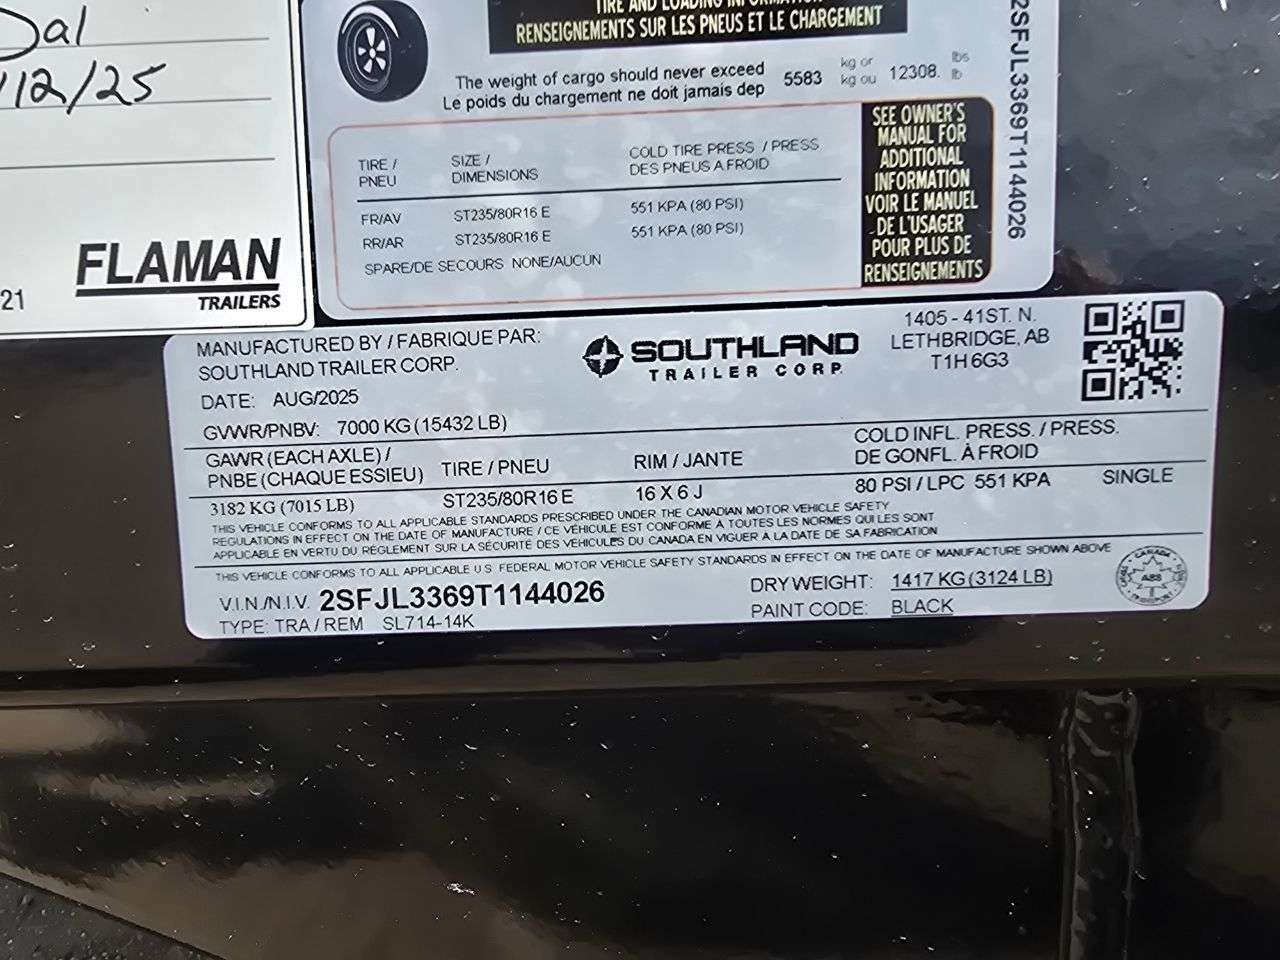 Dal
112/25
21
FLAMAN
TRAILERS
TIRE AND LOADING INFORMATION
RENSEIGNEMENTS SUR LES PNEUS ET LE CHARGEMENT
The weight of cargo should never exceed 5583 kg or 12308. lbs
Le poids du chargement ne doit jamais dep kg ou lb
TIRE / PNEU SIZE / DIMENSIONS COLD TIRE PRESS / PRESS DES PNEUS A FROID
FR/AV ST235/80R16 E 551 KPA (80 PSI)
RR/AR ST235/80R16 E 551 KPA (80 PSI)
SPARE/DE SECOURS NONE/AUCUN
SEE OWNER'S
MANUAL FOR
ADDITIONAL
INFORMATION
VOIR LE MANUEL
DE L'USAGER
POUR PLUS DE
RENSEIGNEMENTS
2SFJL3369T1144026
MANUFACTURED BY / FABRIQUE PAR:
SOUTHLAND TRAILER CORP.
DATE: AUG/2025
SOUTHLAND
TRAILER CORP.
1405 - 41ST. N.
LETHBRIDGE, AB
T1H 6G3
GVWR/PNBV: 7000 KG (15432 LB)
GAWR (EACH AXLE) /
PNBE (CHAQUE ESSIEU) TIRE / PNEU RIM / JANTE COLD INFL. PRESS. / PRESS.
DE GONFL. À FROID
3182 KG (7015 LB) ST235/80R16 E 16 X 6 J 80 PSI / LPC 551 KPA SINGLE
THIS VEHICLE CONFORMS TO ALL APPLICABLE STANDARDS PRESCRIBED UNDER THE CANADIAN MOTOR VEHICLE SAFETY
REGULATIONS IN EFFECT ON THE DATE OF MANUFACTURE / CE VÉHICULE EST CONFORME À TOUTES LES NORMES QUI LES SONT
APPLICABLE EN VERTU DU RÉGLEMENT SUR LA SÉCURITÉ DES VÉHICULES DU CANADA EN VIGUER A LA DATE DE SA FABRICATION
THIS VEHICLE CONFORMS TO ALL APPLICABLE U.S. FEDERAL MOTOR VEHICLE SAFETY STANDARDS IN EFFECT ON THE DATE OF MANUFACTURE SHOWN ABOVE
V.I.N./N.I.V. 2SFJL3369T1144026 DRY WEIGHT: 1417 KG (3124 LB)
TYPE: TRA / REM SL714-14K PAINT CODE: BLACK
CANADA
ABS
TRANSPORT